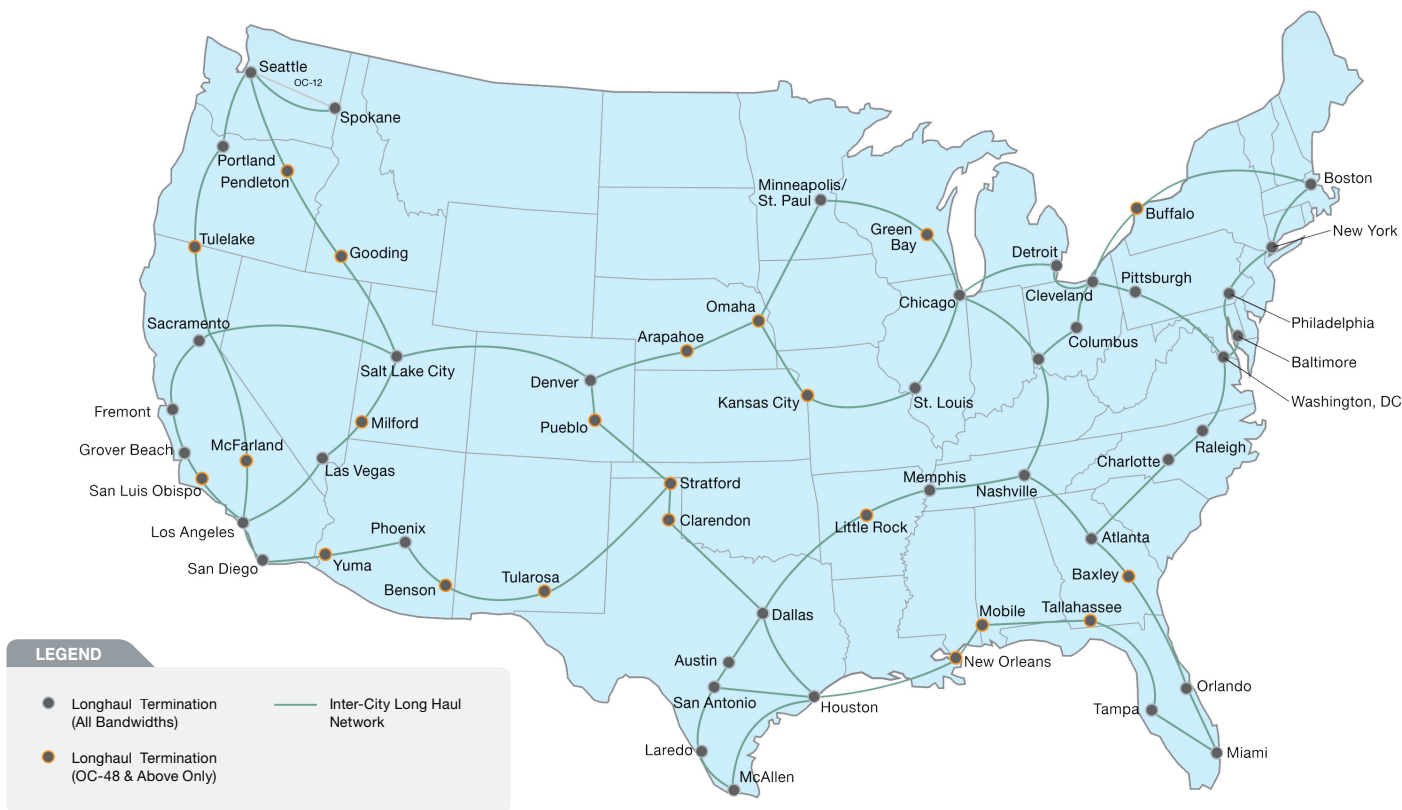 Seattle
OC-12
Spokane
Portland
Pendleton
Tulelake
Gooding
Sacramento
Salt Lake City
Fremont
Grover Beach
McFarland
Milford
Las Vegas
San Luis Obispo
Los Angeles
San Diego
Yuma
Phoenix
Benson
Tularosa
Denver
Pueblo
Arapahoe
Omaha
Minneapolis/
St. Paul
Green
Bay
Chicago
Kansas City
St. Louis
Stratford
Clarendon
Dallas
Austin
San Antonio
Houston
Laredo
McAllen
Little Rock
Memphis
Nashville
Detroit
Cleveland
Columbus
Pittsburgh
Buffalo
Boston
New York
Philadelphia
Baltimore
Washington, DC
Raleigh
Charlotte
Atlanta
Baxley
Tallahassee
Mobile
New Orleans
Orlando
Tampa
Miami
LEGEND
Longhaul Termination
(All Bandwidths)
Longhaul Termination
(OC-48 & Above Only)
Inter-City Long Haul
Network